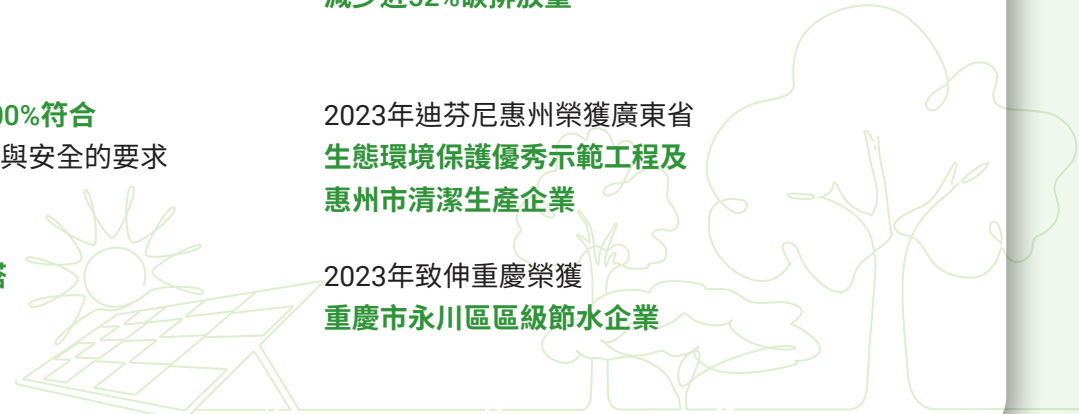 00%符合
與安全的要求
2023年迪芬尼惠州榮獲廣東省
生態環境保護優秀示範工程及
惠州市清潔生產企業
2023年致伸重慶榮獲
重慶市永川區區級節水企業